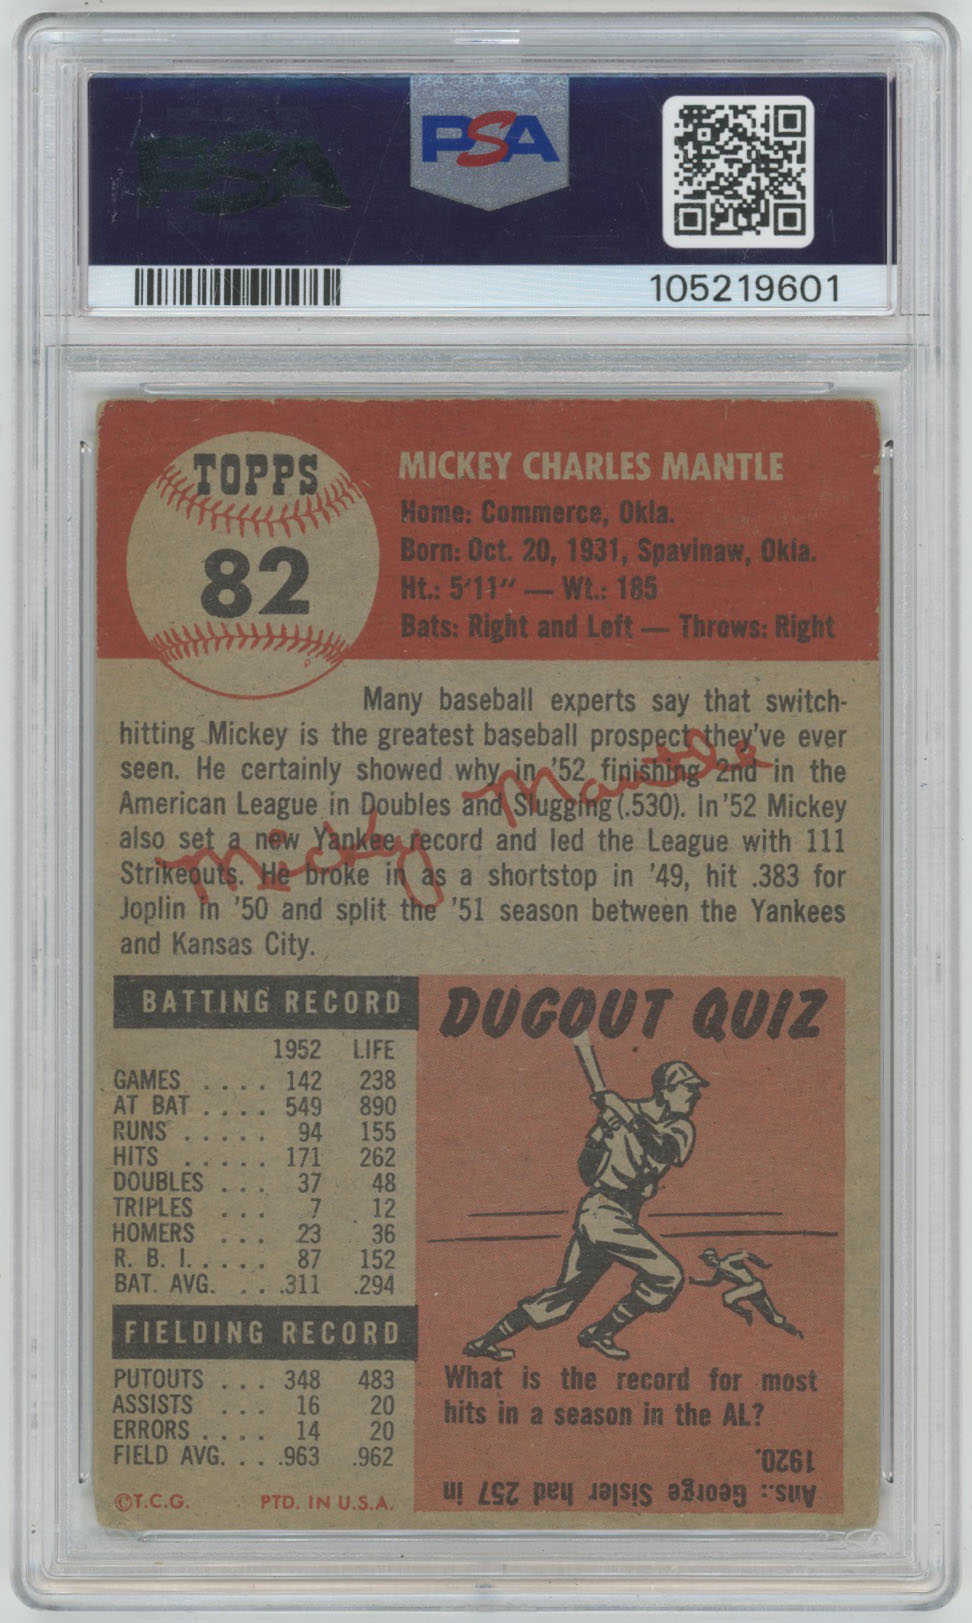 PSA
PSA
105219601
TOPPS
82
MICKEY CHARLES MANTLE
Home: Commerce, Okla.
Born: Oct. 20, 1931, Spavinaw, Okla.
Ht.: 5'11" — Wt.: 185
Bats: Right and Left — Throws: Right
Many baseball experts say that switch-
hitting Mickey is the greatest baseball prospect they've ever
seen. He certainly showed why in '52 finishing 2nd in the
American League in Doubles and Slugging (.530). In '52 Mickey
also set a new Yankee record and led the League with 111
Strikeouts. He broke in as a shortstop in '49, hit .383 for
Joplin in '50 and split the '51 season between the Yankees
and Kansas City.
Micky Mantle
BATTING RECORD
1952 LIFE
GAMES .... 142 238
AT BAT .... 549 890
RUNS ..... 94 155
HITS ..... 171 262
DOUBLES ... 37 48
TRIPLES ... 7 12
HOMERS ... 23 36
R. B. I. .... 87 152
BAT. AVG. ... .311 .294
FIELDING RECORD
PUTOUTS ... 348 483
ASSISTS ... 16 20
ERRORS .... 14 20
FIELD AVG. ... .963 .962
©T.C.G. PTD. IN U.S.A.
DUGOUT QUIZ
What is the record for most
hits in a season in the AL?
Ans.: George Sisler had 257 in
1920.
PSA